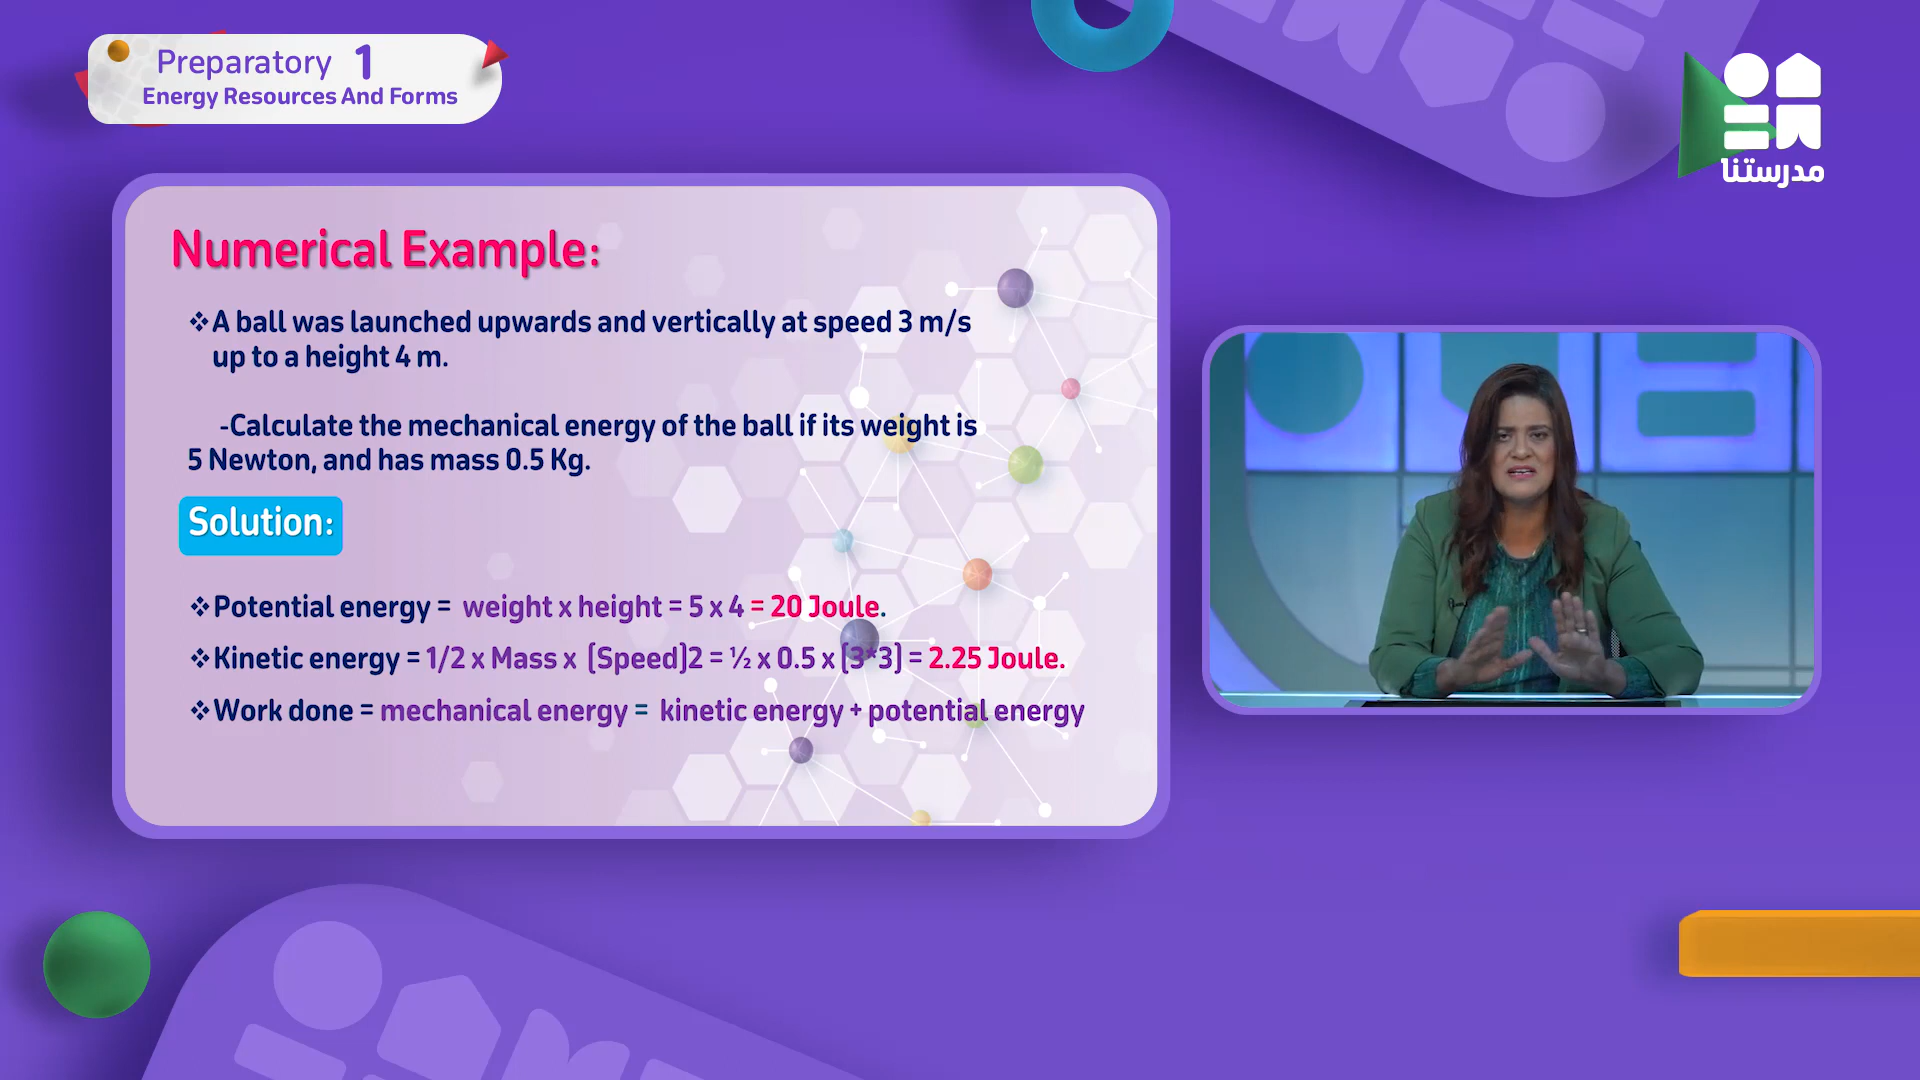 Preparatory 1
Energy Resources And Forms
مدرستنا
Numerical Example:
❖A ball was launched upwards and vertically at speed 3 m/s
up to a height 4 m.
-Calculate the mechanical energy of the ball if its weight is
5 Newton, and has mass 0.5 Kg.
Solution:
❖Potential energy = weight x height = 5 x 4 = 20 Joule.
❖Kinetic energy = 1/2 x Mass x (Speed)2 = ½ x 0.5 x (3*3) = 2.25 Joule.
❖Work done = mechanical energy = kinetic energy + potential energy